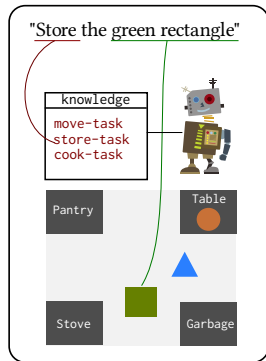 "Store the green rectangle"
knowledge
move-task
store-task
cook-task
Pantry
Table
Stove
Garbage